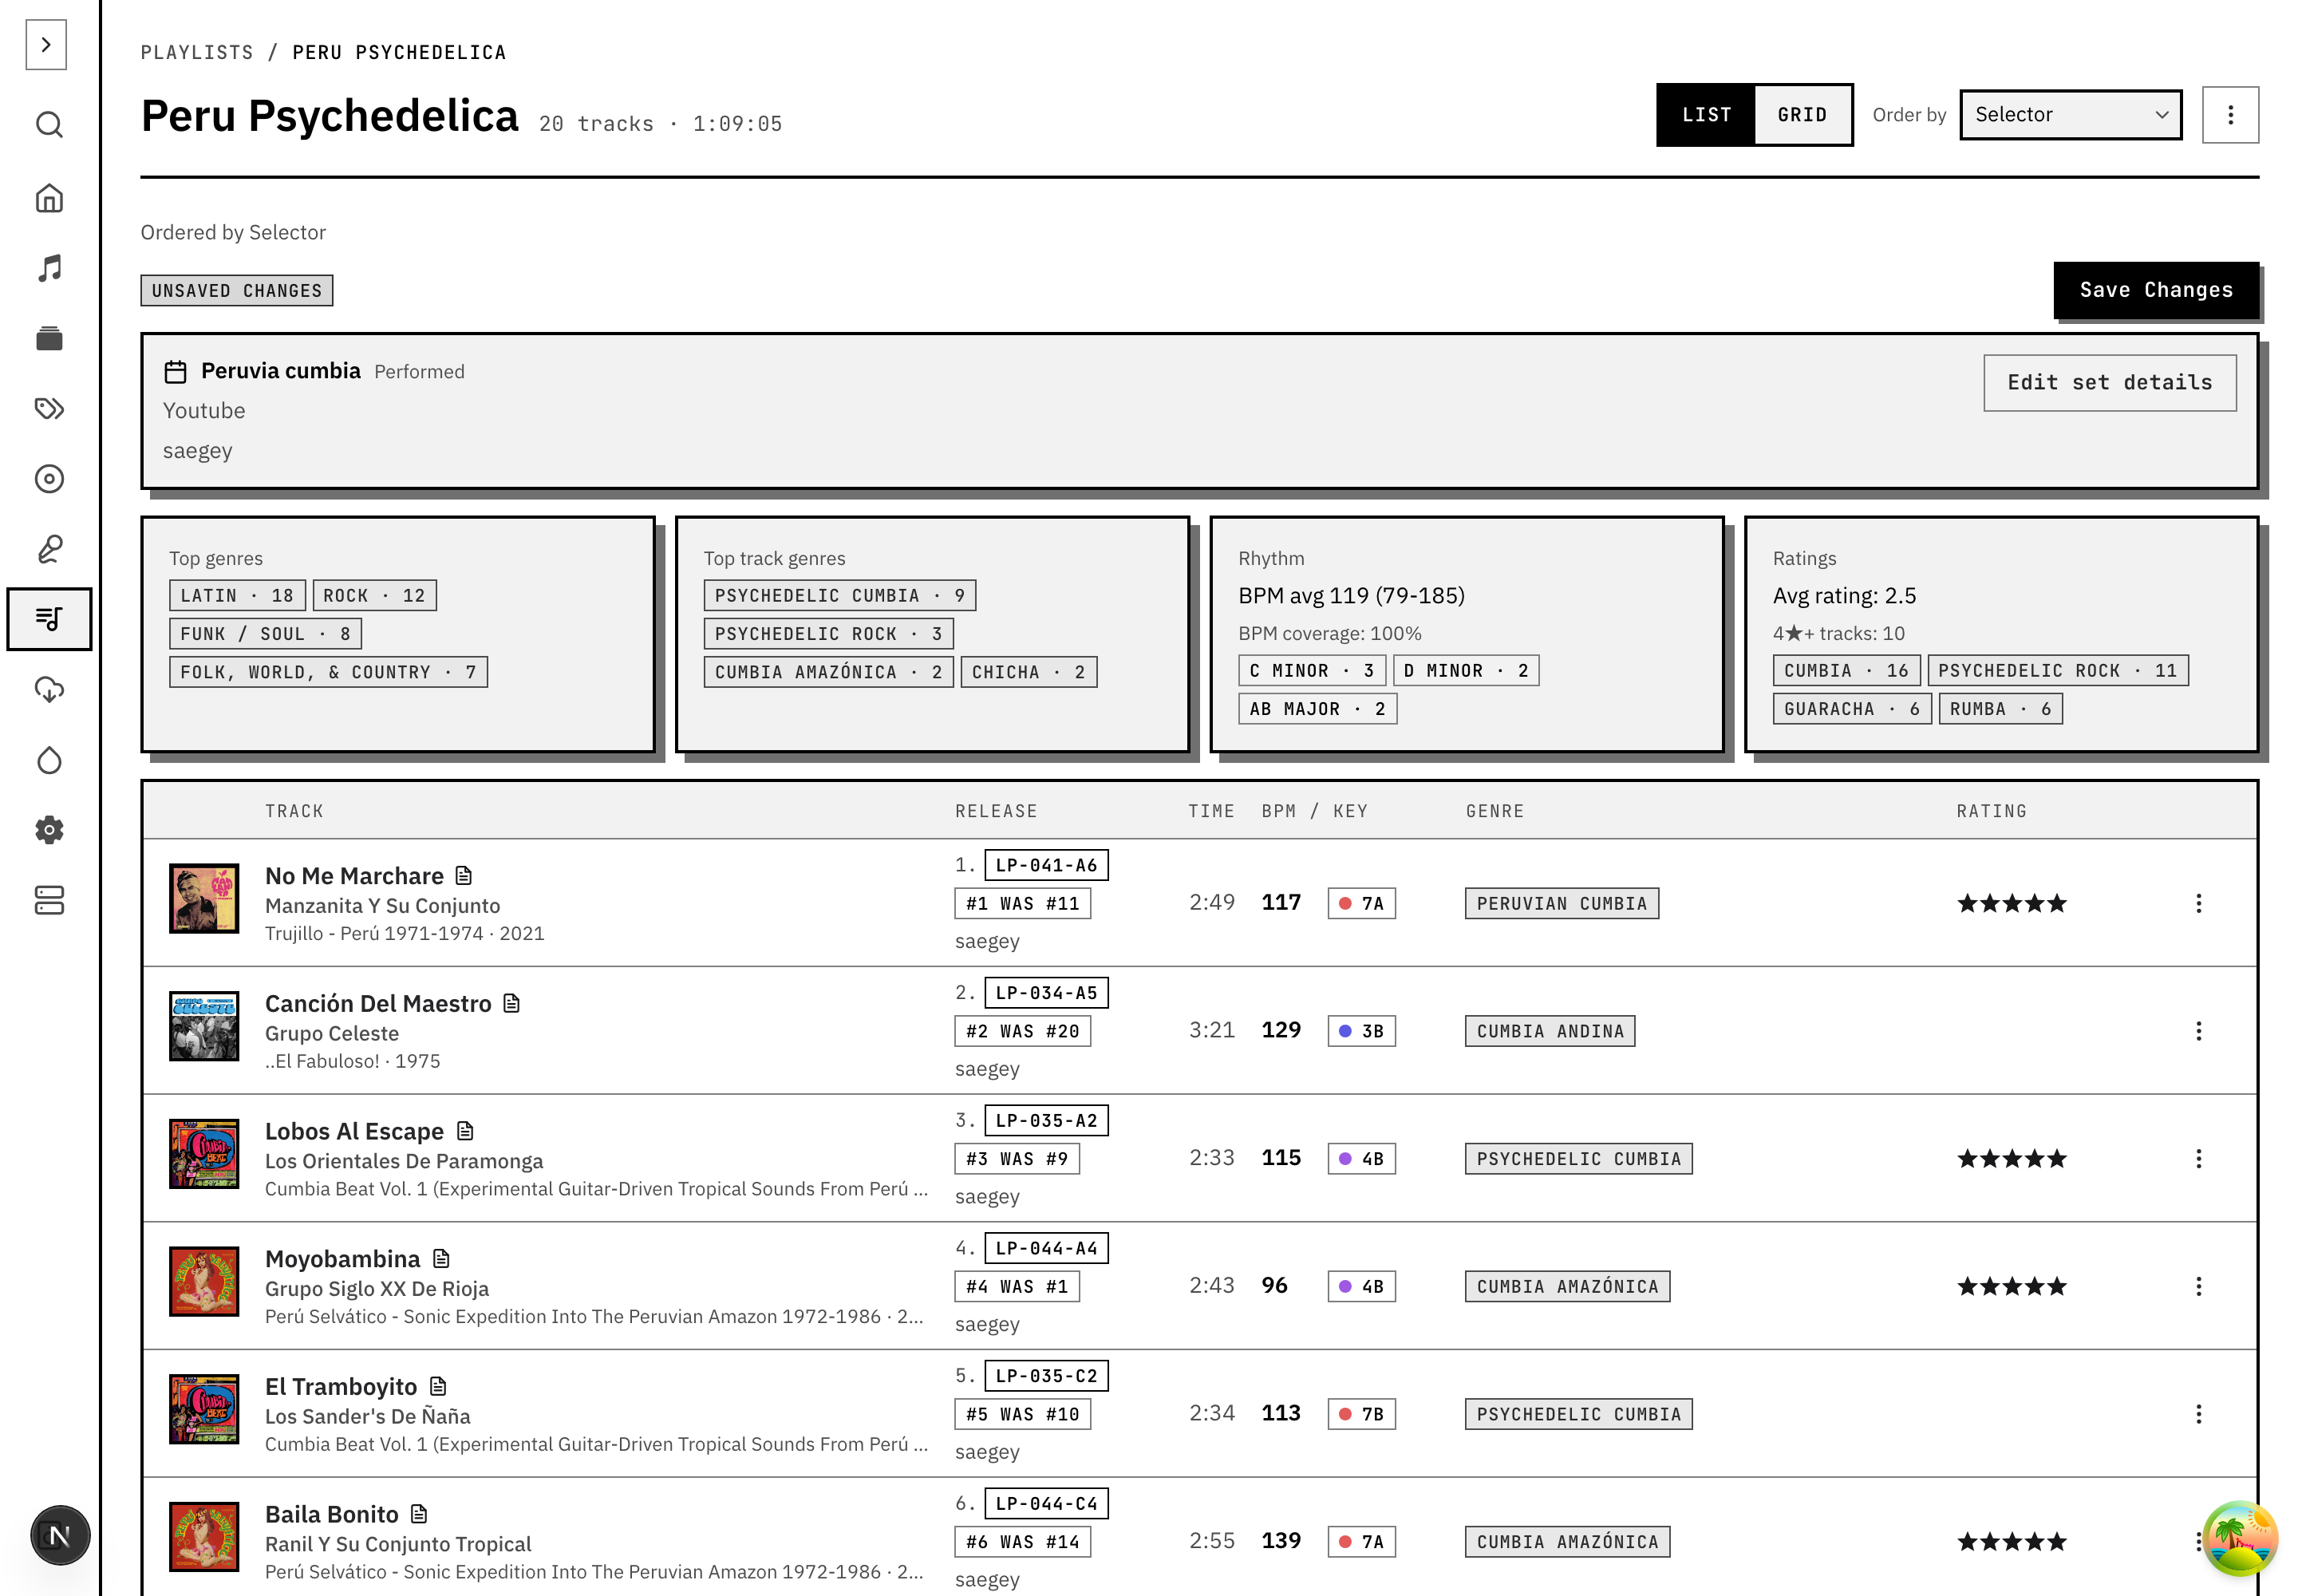 PLAYLISTS / PERU PSYCHEDELICA
Peru Psychedelica 20 tracks · 1:09:05
LIST GRID Order by Selector
Ordered by Selector
UNSAVED CHANGES
Save Changes
Peruvia cumbia Performed
Edit set details
Youtube
saegey
Top genres
LATIN · 18 ROCK · 12
FUNK / SOUL · 8
FOLK, WORLD, & COUNTRY · 7
Top track genres
PSYCHEDELIC CUMBIA · 9
PSYCHEDELIC ROCK · 3
CUMBIA AMAZÓNICA · 2 CHICHA · 2
Rhythm
BPM avg 119 (79-185)
BPM coverage: 100%
C MINOR · 3 D MINOR · 2
AB MAJOR · 2
Ratings
Avg rating: 2.5
4★+ tracks: 10
CUMBIA · 16 PSYCHEDELIC ROCK · 11
GUARACHA · 6 RUMBA · 6
TRACK RELEASE TIME BPM / KEY GENRE RATING
No Me Marchare
Manzanita Y Su Conjunto
Trujillo - Perú 1971-1974 · 2021
1. LP-041-A6
#1 WAS #11
saegey
2:49 117 7A PERUVIAN CUMBIA ★★★★★
Canción Del Maestro
Grupo Celeste
..El Fabuloso! · 1975
2. LP-034-A5
#2 WAS #20
saegey
3:21 129 3B CUMBIA ANDINA
Lobos Al Escape
Los Orientales De Paramonga
Cumbia Beat Vol. 1 (Experimental Guitar-Driven Tropical Sounds From Perú ...
3. LP-035-A2
#3 WAS #9
saegey
2:33 115 4B PSYCHEDELIC CUMBIA ★★★★★
Moyobambina
Grupo Siglo XX De Rioja
Perú Selvático - Sonic Expedition Into The Peruvian Amazon 1972-1986 · 2...
4. LP-044-A4
#4 WAS #1
saegey
2:43 96 4B CUMBIA AMAZÓNICA ★★★★★
El Tramboyito
Los Sander's De Ñaña
Cumbia Beat Vol. 1 (Experimental Guitar-Driven Tropical Sounds From Perú ...
5. LP-035-C2
#5 WAS #10
saegey
2:34 113 7B PSYCHEDELIC CUMBIA
Baila Bonito
Ranil Y Su Conjunto Tropical
Perú Selvático - Sonic Expedition Into The Peruvian Amazon 1972-1986 · 2...
6. LP-044-C4
#6 WAS #14
saegey
2:55 139 7A CUMBIA AMAZÓNICA ★★★★★
N